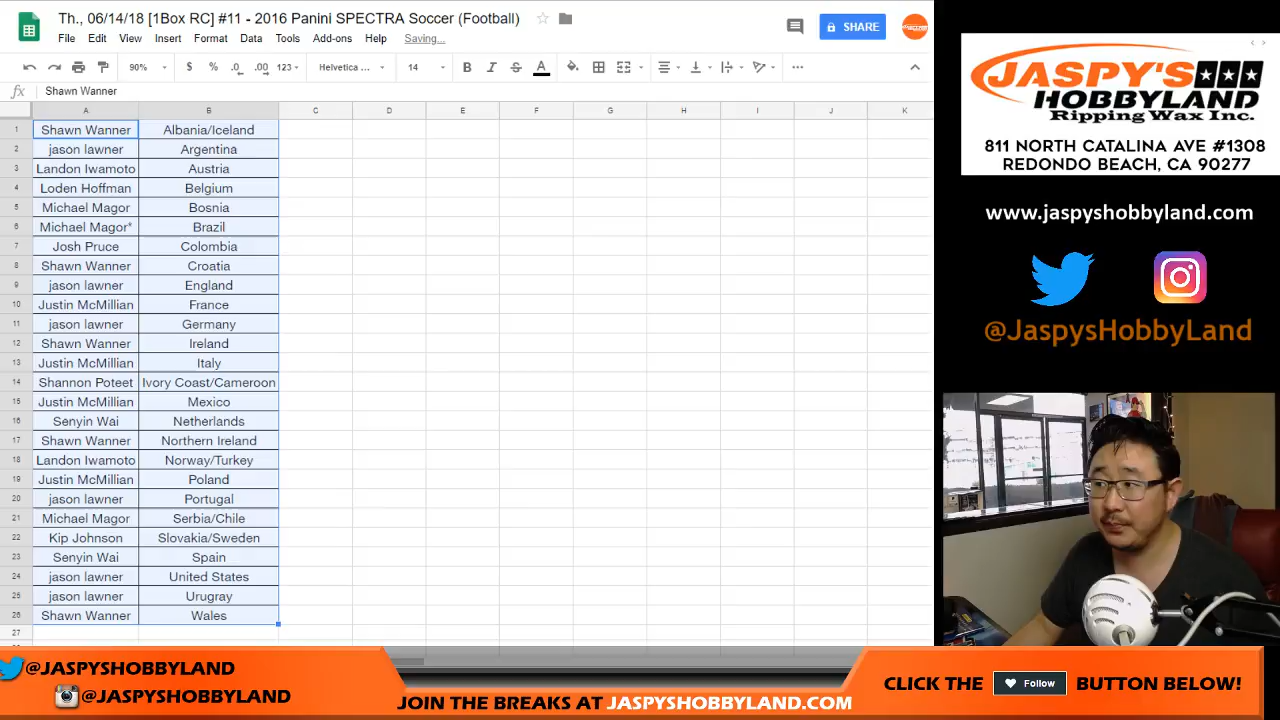 Th., 06/14/18 [1Box RC] #11 - 2016 Panini SPECTRA Soccer (Football)
File Edit View Insert Format Data Tools Add-ons Help Saving...
SHARE
90% $ % .0 .00 123 Helvetica ... 14 B I S A
fx Shawn Wanner
A B C D E F G H I J K
1 Shawn Wanner Albania/Iceland
2 jason lawner Argentina
3 Landon Iwamoto Austria
4 Loden Hoffman Belgium
5 Michael Magor Bosnia
6 Michael Magor* Brazil
7 Josh Pruce Colombia
8 Shawn Wanner Croatia
9 jason lawner England
10 Justin McMillian France
11 jason lawner Germany
12 Shawn Wanner Ireland
13 Justin McMillian Italy
14 Shannon Poteet Ivory Coast/Cameroon
15 Justin McMillian Mexico
16 Senyin Wai Netherlands
17 Shawn Wanner Northern Ireland
18 Landon Iwamoto Norway/Turkey
19 Justin McMillian Poland
20 jason lawner Portugal
21 Michael Magor Serbia/Chile
22 Kip Johnson Slovakia/Sweden
23 Senyin Wai Spain
24 jason lawner United States
25 jason lawner Urugray
26 Shawn Wanner Wales
27
JASPY'S
HOBBYLAND
Ripping Wax Inc.
811 NORTH CATALINA AVE #1308
REDONDO BEACH, CA 90277
www.jaspyshobbyland.com
@JaspysHobbyLand
@JASPYSHOBBYLAND
@JASPYSHOBBYLAND
JOIN THE BREAKS AT JASPYSHOBBYLAND.COM
CLICK THE Follow BUTTON BELOW!